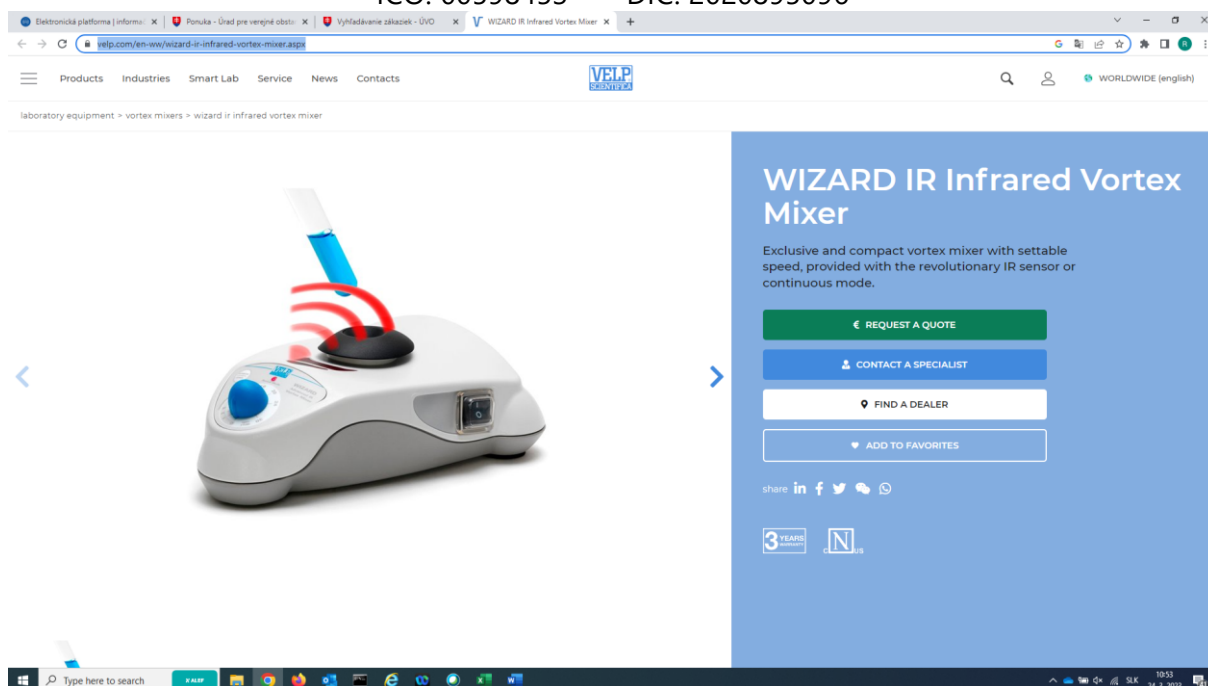 Elektronická platforma | informa
Ponuka - Úrad pre verejné obsta
Vyhľadávanie zákaziek - ÚVO
WIZARD IR Infrared Vortex Mixer
velp.com/en-ww/wizard-ir-infrared-vortex-mixer.aspx
R
Products
Industries
Smart Lab
Service
News
Contacts
VELP
SCIENTIFICA
WORLDWIDE (english)
laboratory equipment > vortex mixers > wizard ir infrared vortex mixer
VELP
WIZARD IR Infrared Vortex
Mixer
Exclusive and compact vortex mixer with settable
speed, provided with the revolutionary IR sensor or
continuous mode.
€ REQUEST A QUOTE
CONTACT A SPECIALIST
FIND A DEALER
ADD TO FAVORITES
share
3 YEARS
WARRANTY
c N us
Type here to search
SLK
10:53